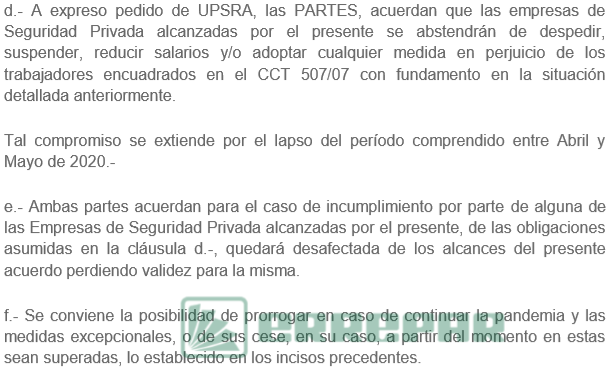 d.- A expreso pedido de UPSRA, las PARTES, acuerdan que las empresas de
Seguridad Privada alcanzadas por el presente se abstendrán de despedir,
suspender, reducir salarios y/o adoptar cualquier medida en perjuicio de los
trabajadores encuadrados en el CCT 507/07 con fundamento en la situación
detallada anteriormente.
Tal compromiso se extiende por el lapso del período comprendido entre Abril y
Mayo de 2020.-
e.- Ambas partes acuerdan para el caso de incumplimiento por parte de alguna de
las Empresas de Seguridad Privada alcanzadas por el presente, de las obligaciones
asumidas en la cláusula d.-, quedará desafectada de los alcances del presente
acuerdo perdiendo validez para la misma.
f.- Se conviene la posibilidad de prorrogar en caso de continuar la pandemia y las
medidas excepcionales, o de sus cese, en su caso, a partir del momento en estas
sean superadas, lo establecido en los incisos precedentes.